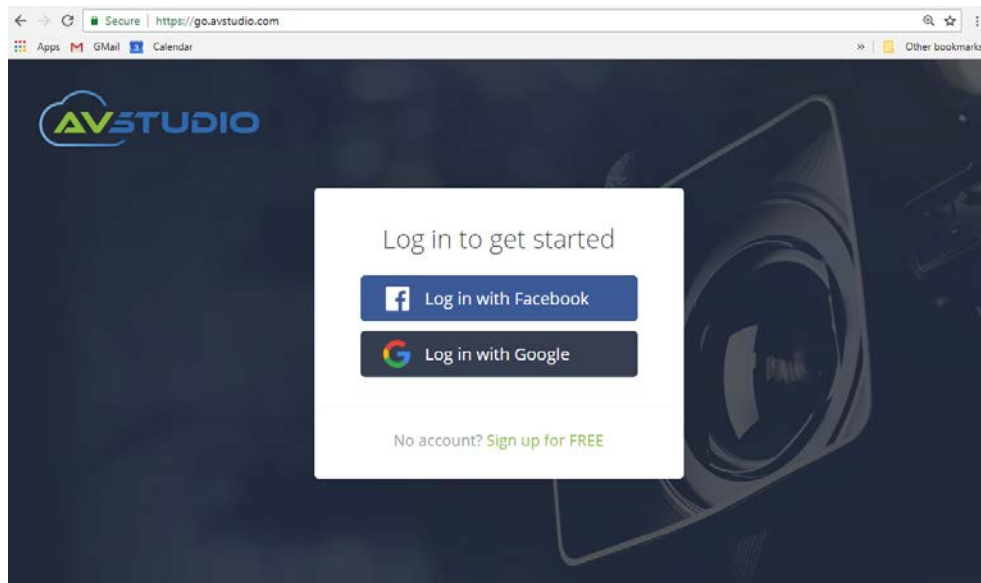 Secure | https://go.avstudio.com
Apps GMail 3 Calendar » Other bookmarks
AVSTUDIO
Log in to get started
f Log in with Facebook
G Log in with Google
No account? Sign up for FREE